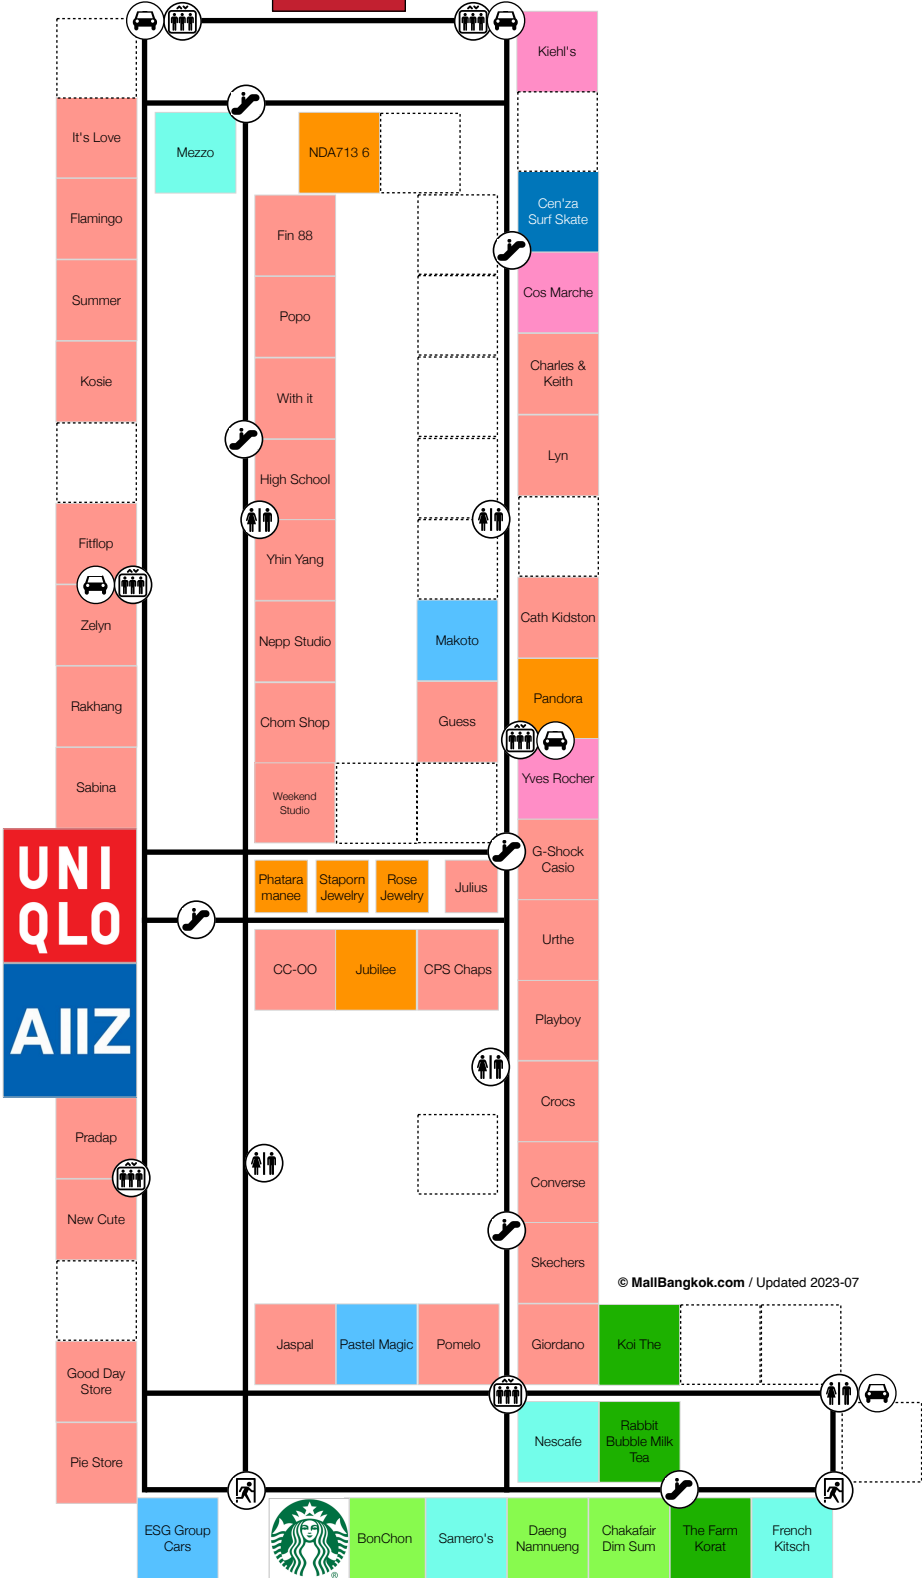 Kiehl's
It's Love
Mezzo
NDA713 6
Flamingo
Fin 88
Cen'za
Surf Skate
Summer
Popo
Cos Marche
Kosie
With it
Charles &
Keith
High School
Lyn
Fitflop
Yhin Yang
Zelyn
Nepp Studio
Makoto
Cath Kidston
Rakhang
Chom Shop
Guess
Pandora
Sabina
Weekend
Studio
Yves Rocher
UNI
QLO
Phatara
manee
Staporn
Jewelry
Rose
Jewelry
Julius
G-Shock
Casio
AIIZ
CC-OO
Jubilee
CPS Chaps
Urthe
Playboy
Pradap
Crocs
New Cute
Converse
Skechers
© MallBangkok.com / Updated 2023-07
Good Day
Store
Jaspal
Pastel Magic
Pomelo
Giordano
Koi The
Pie Store
Nescafe
Rabbit
Bubble Milk
Tea
ESG Group
Cars
®
BonChon
Samero's
Daeng
Namnueng
Chakafair
Dim Sum
The Farm
Korat
French
Kitsch